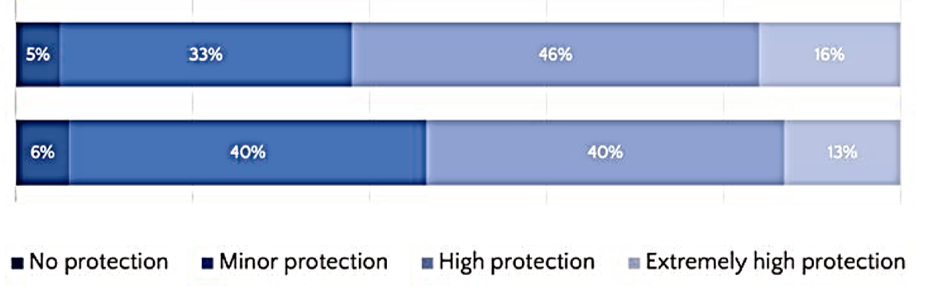 5% 33% 46% 16%
6% 40% 40% 13%
No protection Minor protection High protection Extremely high protection